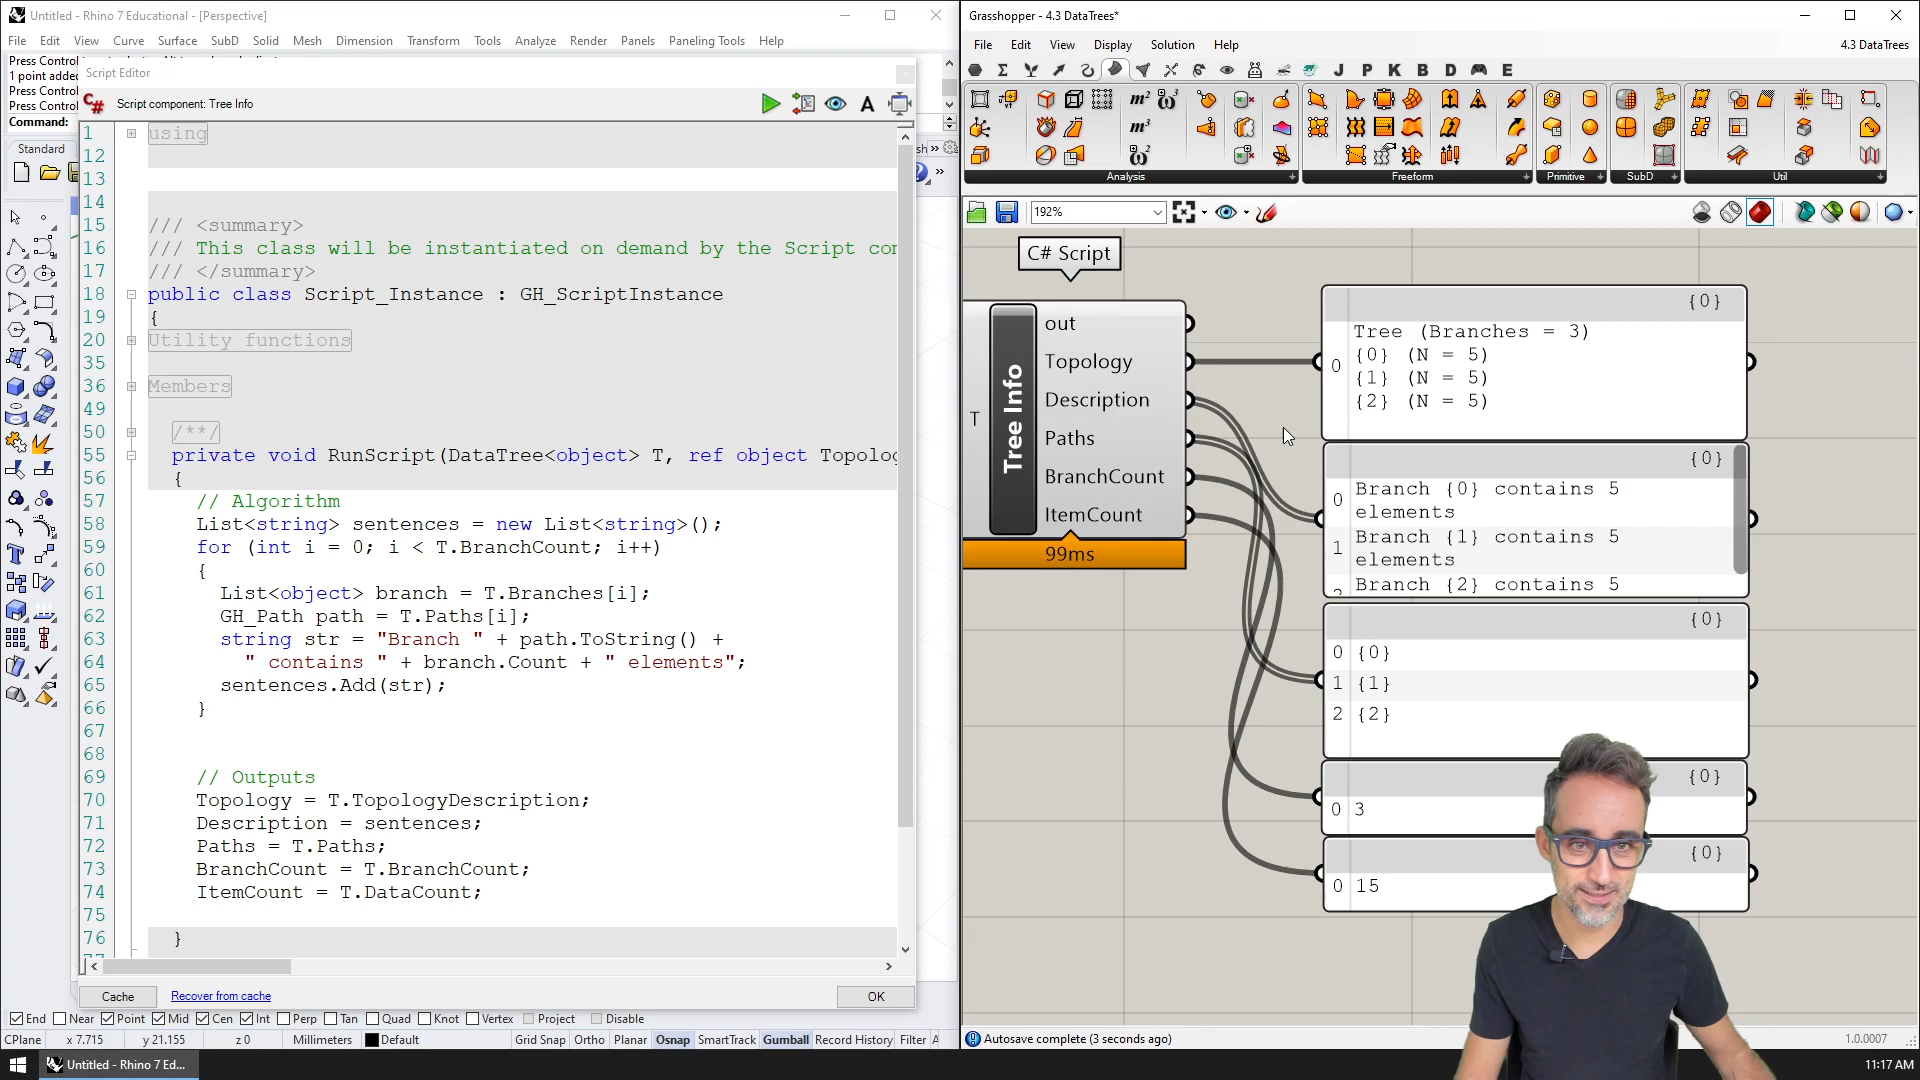 Untitled - Rhino 7 Educational - [Perspective]
File Edit View Curve Surface SubD Solid Mesh Dimension Transform Tools Analyze Render Panels Paneling Tools Help
Press Control
1 point added
Press Control
Press Control
Command:
Standard
Script Editor
C# Script component: Tree Info
1 using
12
13
14
15 /// <summary>
16 /// This class will be instantiated on demand by the Script co
17 /// </summary>
18 public class Script_Instance : GH_ScriptInstance
19 {
20 Utility functions
35
36 Members
49
50 /**/
55 private void RunScript(DataTree<object> T, ref object Topolo
56 {
57 // Algorithm
58 List<string> sentences = new List<string>();
59 for (int i = 0; i < T.BranchCount; i++)
60 {
61 List<object> branch = T.Branches[i];
62 GH_Path path = T.Paths[i];
63 string str = "Branch " + path.ToString() +
64 " contains " + branch.Count + " elements";
65 sentences.Add(str);
66 }
67
68
69 // Outputs
70 Topology = T.TopologyDescription;
71 Description = sentences;
72 Paths = T.Paths;
73 BranchCount = T.BranchCount;
74 ItemCount = T.DataCount;
75
76 }
Cache Recover from cache OK
End Near Point Mid Cen Int Perp Tan Quad Knot Vertex Project Disable
CPlane x 7.715 y 21.155 z 0 Millimeters Default Grid Snap Ortho Planar Osnap SmartTrack Gumball Record History Filter
Untitled - Rhino 7 Ed...
Grasshopper - 4.3 DataTrees*
File Edit View Display Solution Help 4.3 DataTrees
J P K B D E
Analysis Freeform Primitive SubD Util
192%
C# Script
T
Tree Info
out
Topology
Description
Paths
BranchCount
ItemCount
99ms
{0}
0
Tree (Branches = 3)
{0} (N = 5)
{1} (N = 5)
{2} (N = 5)
{0}
0 Branch {0} contains 5
elements
1 Branch {1} contains 5
elements
Branch {2} contains 5
{0}
0 {0}
1 {1}
2 {2}
{0}
0 3
{0}
0 15
Autosave complete (3 seconds ago) 1.0.0007
11:17 AM